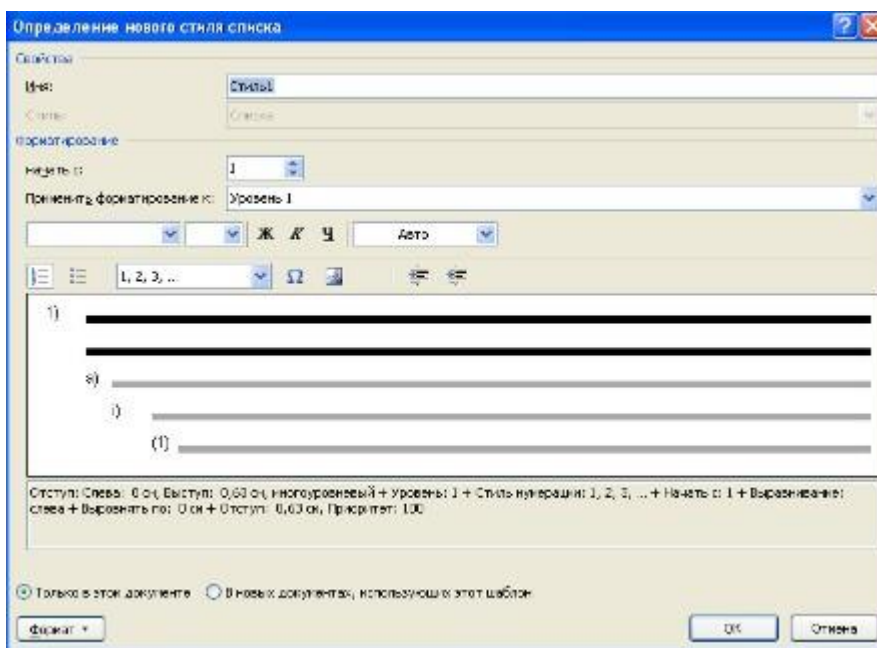 Определение нового стиля списка
Свойства
Имя: Стиль1
Стиль: Списка
Форматирование
Начать с: 1
Применить форматирование к: Уровень 1
Ж К Ч Авто
1, 2, 3, ... Ω
1)
a)
i)
(1)
Отступ: Слева: 0 см, Выступ: 0,63 см, многоуровневый + Уровень: 1 + Стиль нумерации: 1, 2, 3, ... + Начать с: 1 + Выравнивание:
слева + Выровнять по: 0 см + Отступ: 0,63 см, Приоритет: 100
Только в этом документе В новых документах, использующих этот шаблон
Формат ОК Отмена